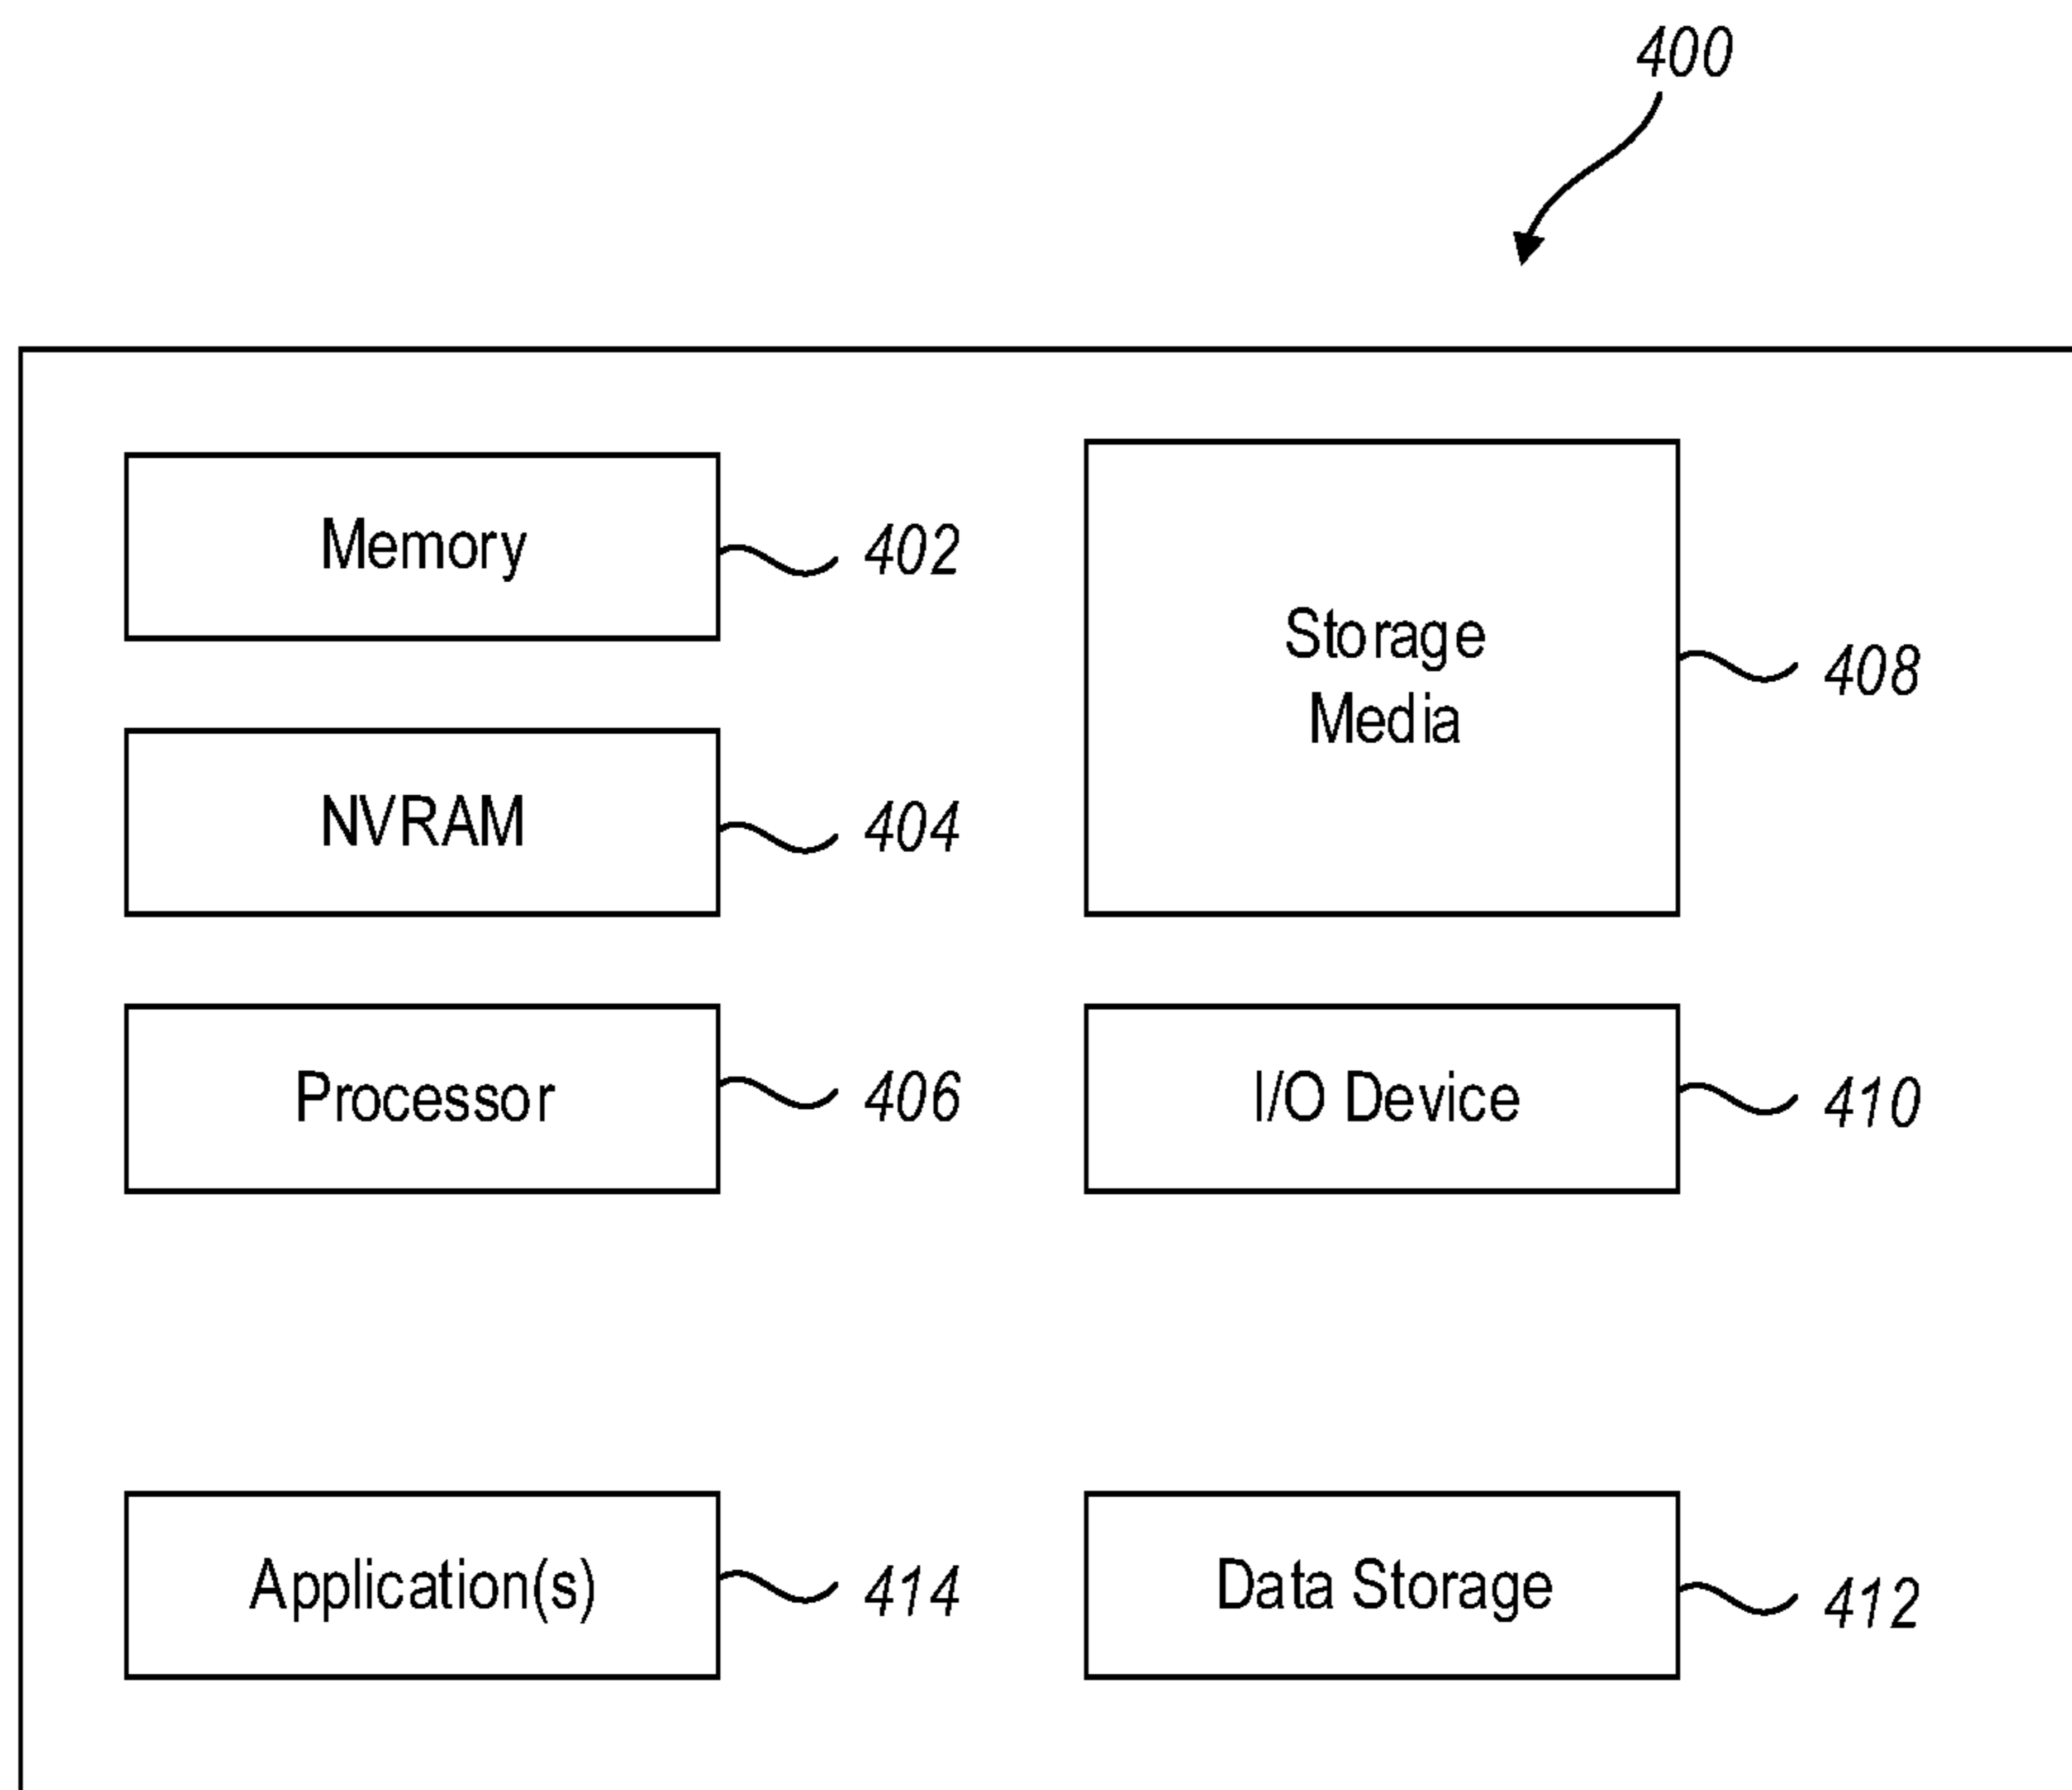 400
Memory
402
Storage
Media
408
NVRAM
404
Processor
406
I/O Device
410
Application(s)
414
Data Storage
412